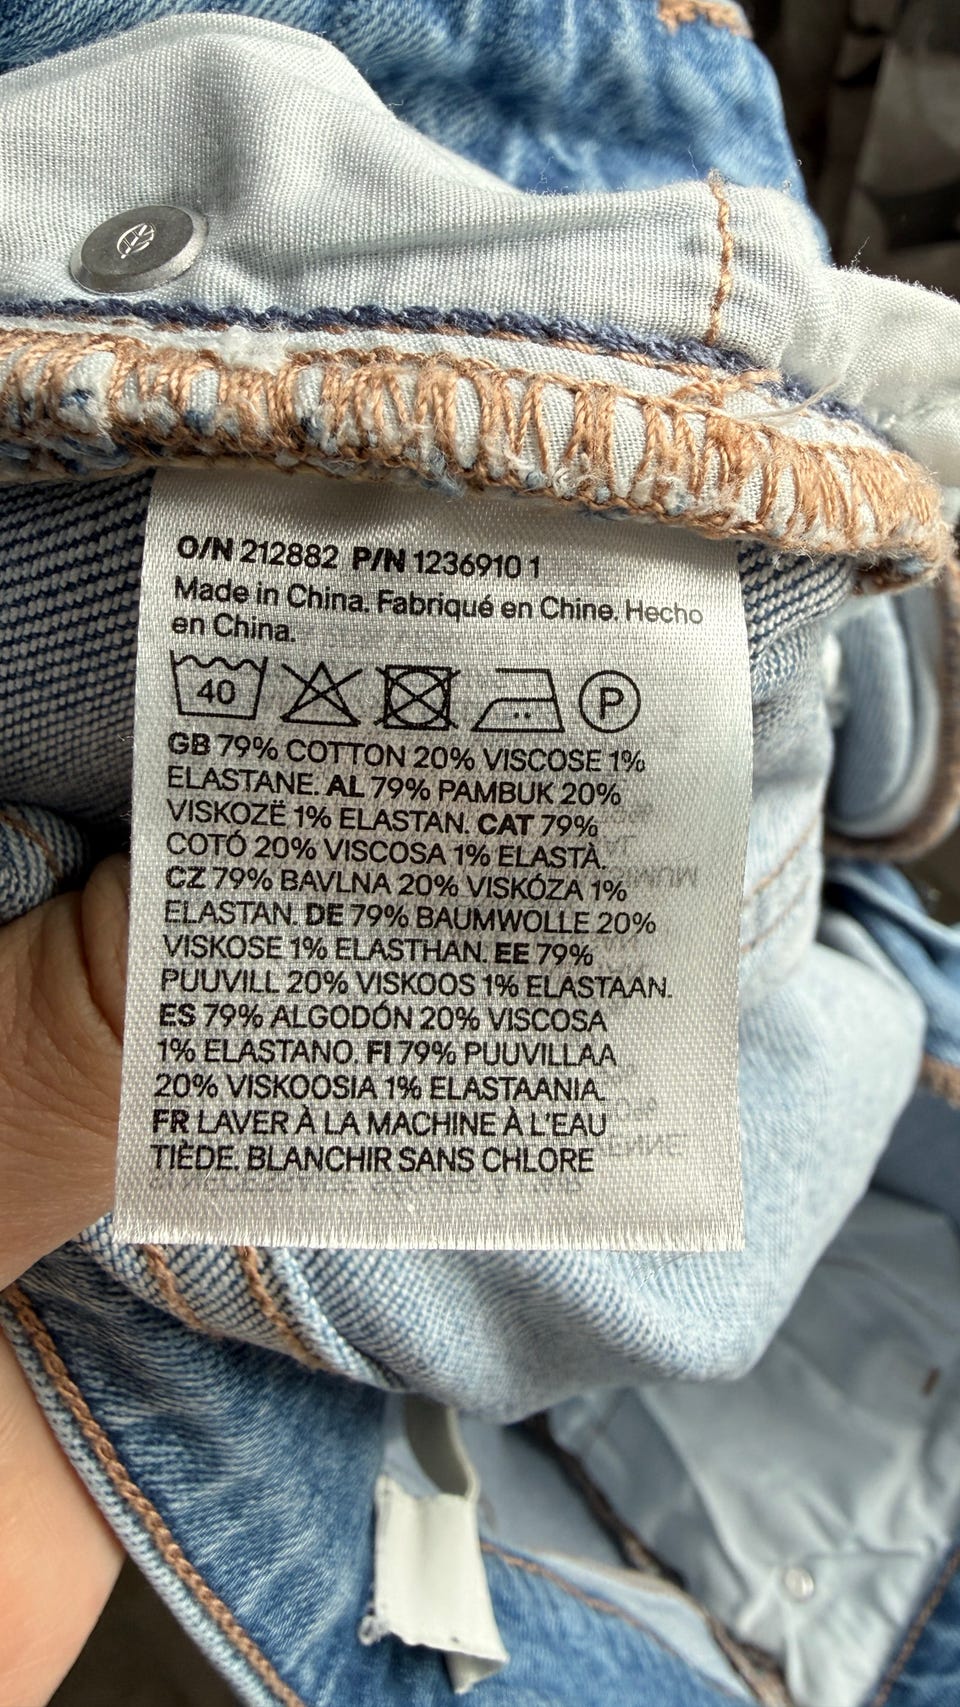 O/N 212882 P/N 1236910 1
Made in China. Fabriqué en Chine. Hecho
en China.
40 P
GB 79% COTTON 20% VISCOSE 1%
ELASTANE. AL 79% PAMBUK 20%
VISKOZË 1% ELASTAN. CAT 79%
COTÓ 20% VISCOSA 1% ELASTÀ.
CZ 79% BAVLNA 20% VISKÓZA 1%
ELASTAN. DE 79% BAUMWOLLE 20%
VISKOSE 1% ELASTHAN. EE 79%
PUUVILL 20% VISKOOS 1% ELASTAAN.
ES 79% ALGODÓN 20% VISCOSA
1% ELASTANO. FI 79% PUUVILLAA
20% VISKOOSIA 1% ELASTAANIA.
FR LAVER À LA MACHINE À L'EAU
TIÈDE. BLANCHIR SANS CHLORE